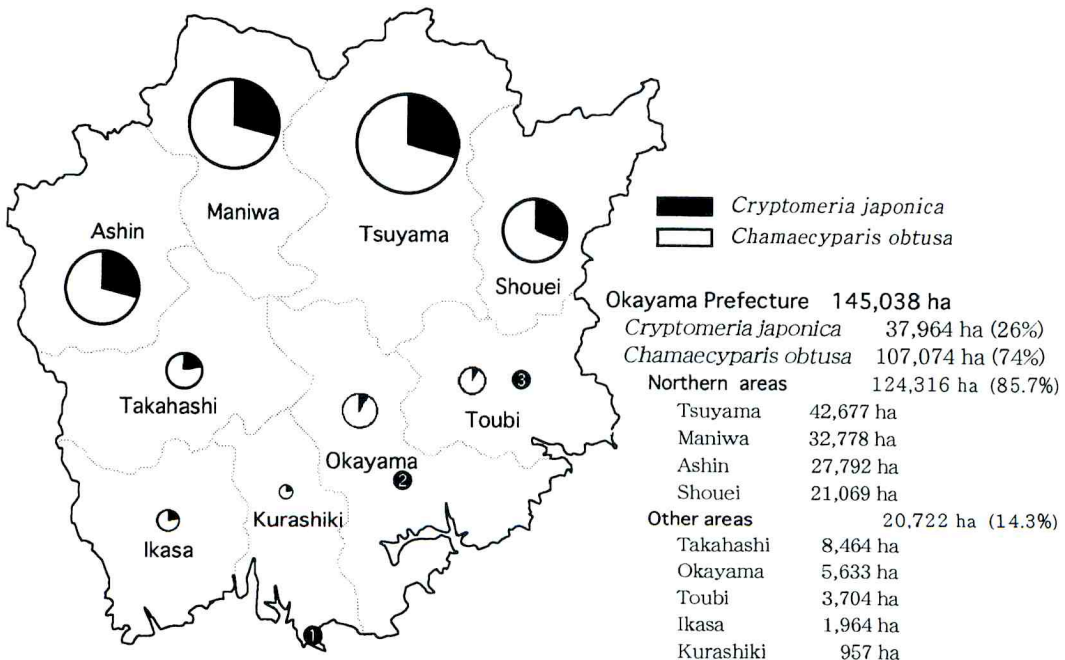 Maniwa
Tsuyama
Ashin
Shouei
Takahashi
Toubi
3
Okayama
2
Kurashiki
Ikasa
1
Cryptomeria japonica
Chamaecyparis obtusa
Okayama Prefecture 145,038 ha
Cryptomeria japonica 37,964 ha (26%)
Chamaecyparis obtusa 107,074 ha (74%)
Northern areas 124,316 ha (85.7%)
Tsuyama 42,677 ha
Maniwa 32,778 ha
Ashin 27,792 ha
Shouei 21,069 ha
Other areas 20,722 ha (14.3%)
Takahashi 8,464 ha
Okayama 5,633 ha
Toubi 3,704 ha
Ikasa 1,964 ha
Kurashiki 957 ha